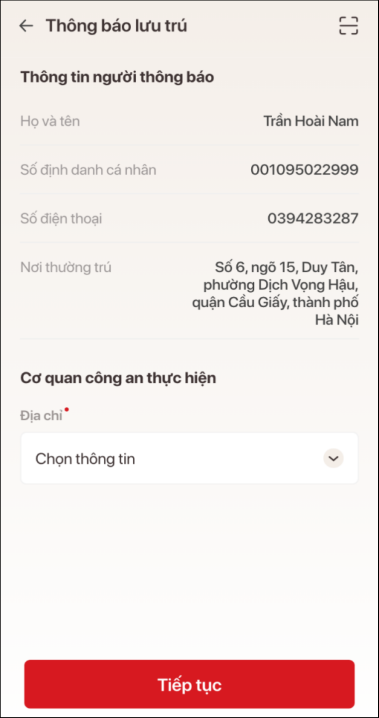 Thông báo lưu trú
Thông tin người thông báo
Họ và tên
Trần Hoài Nam
Số định danh cá nhân
001095022999
Số điện thoại
0394283287
Nơi thường trú
Số 6, ngõ 15, Duy Tân,
phường Dịch Vọng Hậu,
quận Cầu Giấy, thành phố
Hà Nội
Cơ quan công an thực hiện
Địa chỉ
Chọn thông tin
Tiếp tục